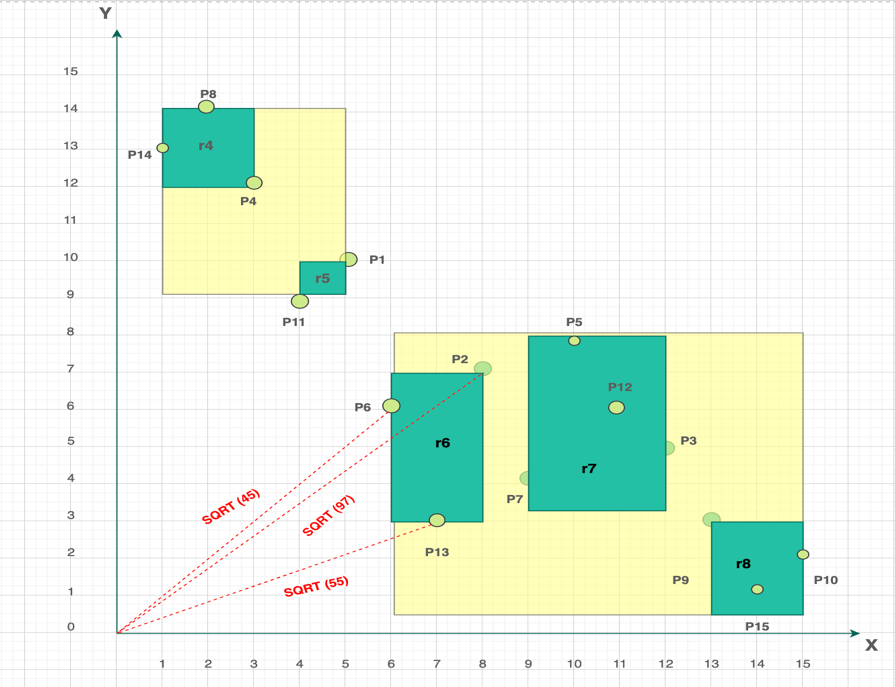 Y
15
P8
14
r4
13
P14
12
P4
11
10
P1
r5
9
P11
8
P5
P2
7
P12
6
P6
r6
P3
5
r7
4
P7
SQRT (45)
SQRT (97)
3
P13
2
r8
P9
P10
SQRT (55)
1
P15
0
X
1 2 3 4 5 6 7 8 9 10 11 12 13 14 15